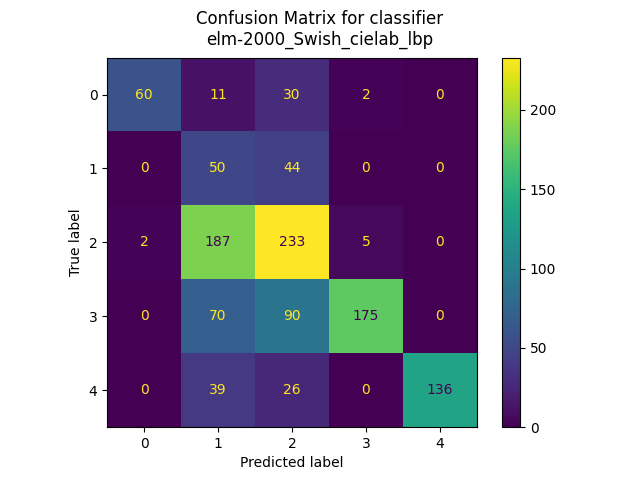 Confusion Matrix for classifier
elm-2000_Swish_cielab_lbp
0 60 11 30 2 0
1 0 50 44 0 0
2 2 187 233 5 0
3 0 70 90 175 0
4 0 39 26 0 136
0 1 2 3 4
Predicted label
True label
200
150
100
50
0